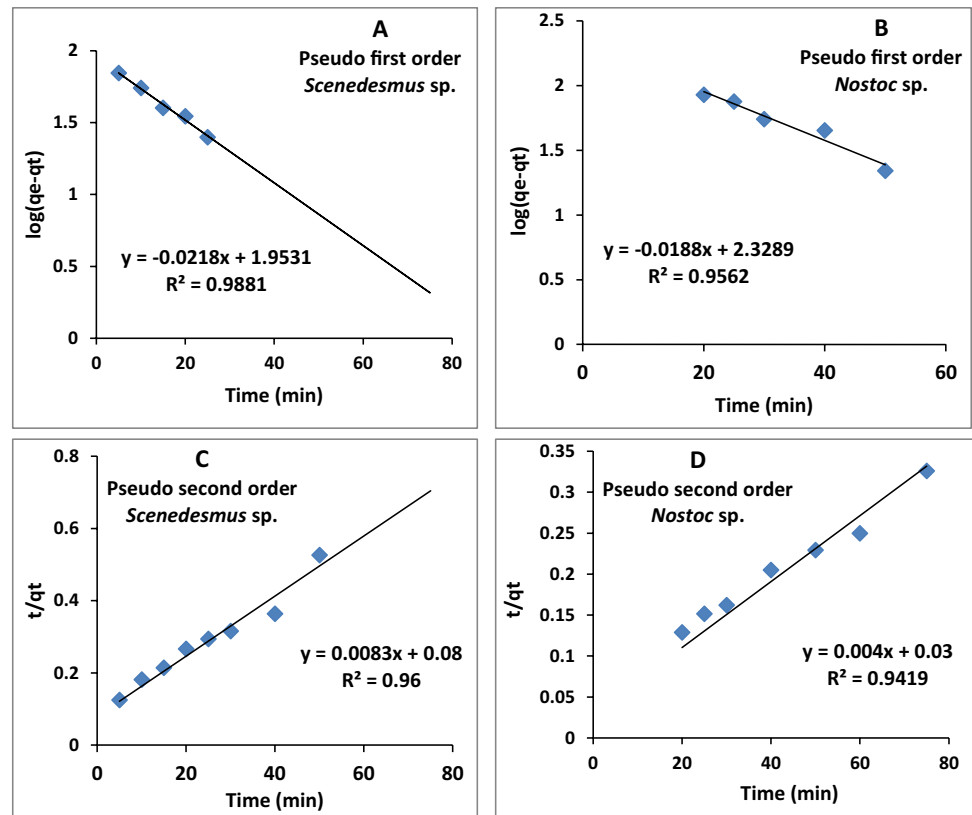 A
Pseudo first order
Scenedesmus sp.
2
1.5
1
0.5
0
log(qe-qt)
y = -0.0218x + 1.9531
R² = 0.9881
0 20 40 60 80
Time (min)
B
Pseudo first order
Nostoc sp.
2.5
2
1.5
1
0.5
0
log(qe-qt)
y = -0.0188x + 2.3289
R² = 0.9562
0 20 40 60
Time (min)
C
Pseudo second order
Scenedesmus sp.
0.8
0.6
0.4
0.2
0
t/qt
y = 0.0083x + 0.08
R² = 0.96
0 20 40 60 80
Time (min)
D
Pseudo second order
Nostoc sp.
0.35
0.3
0.25
0.2
0.15
0.1
0.05
0
t/qt
y = 0.004x + 0.03
R² = 0.9419
0 20 40 60 80
Time (min)